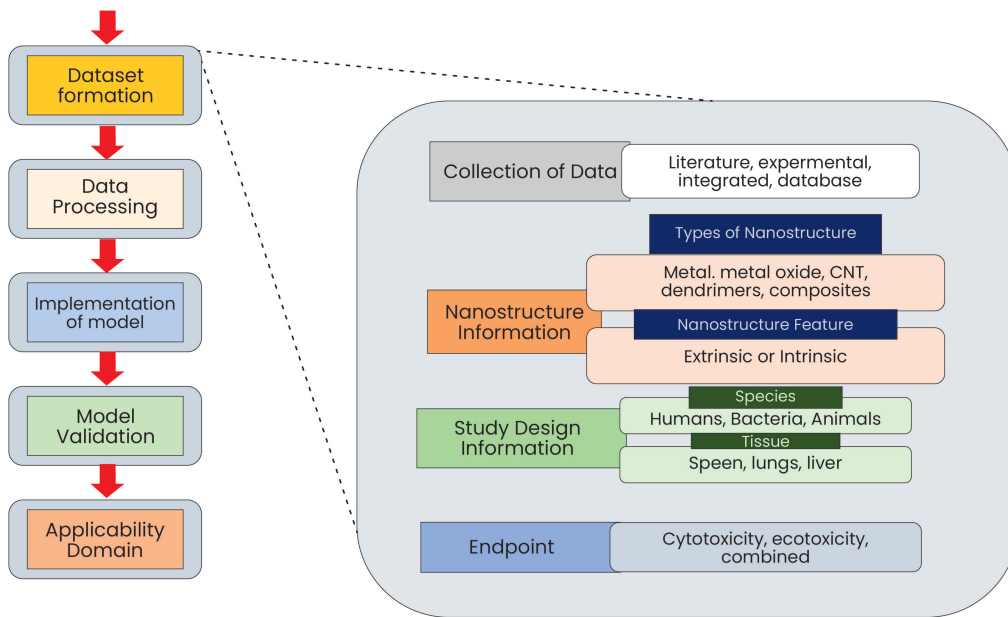 Dataset
formation
Data
Processing
Implementation
of model
Model
Validation
Applicability
Domain
Collection of Data
Literature, expermental,
integrated, database
Nanostructure
Information
Types of Nanostructure
Metal. metal oxide, CNT,
dendrimers, composites
Nanostructure Feature
Extrinsic or Intrinsic
Study Design
Information
Species
Humans, Bacteria, Animals
Tissue
Speen, lungs, liver
Endpoint
Cytotoxicity, ecotoxicity,
combined